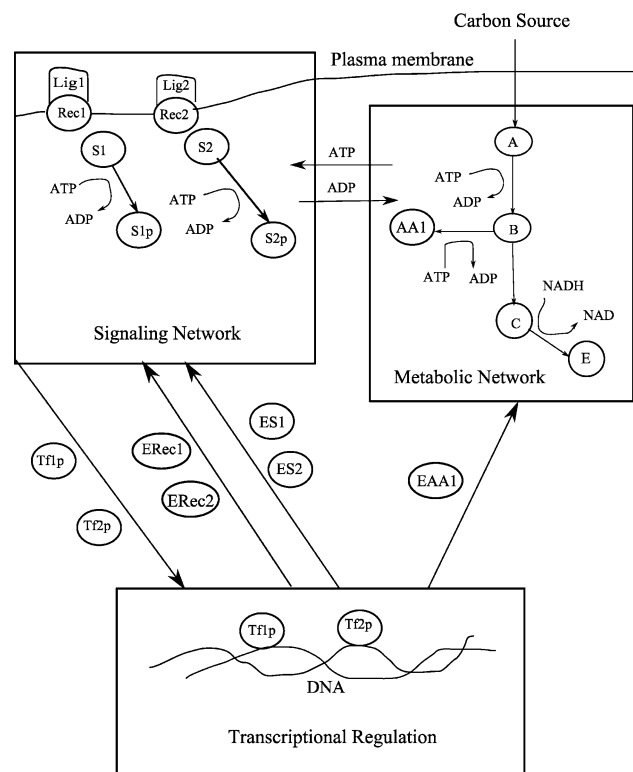 Carbon Source
Plasma membrane
Lig1
Lig2
Rec1
Rec2
S1
S2
ATP
ADP
S1p
ATP
ADP
S2p
Signaling Network
ATP
ADP
A
ATP
ADP
AA1
B
ATP
ADP
NADH
NAD
C
E
Metabolic Network
Tf1p
Tf2p
ERec1
ERec2
ES1
ES2
EAA1
Tf1p
Tf2p
DNA
Transcriptional Regulation